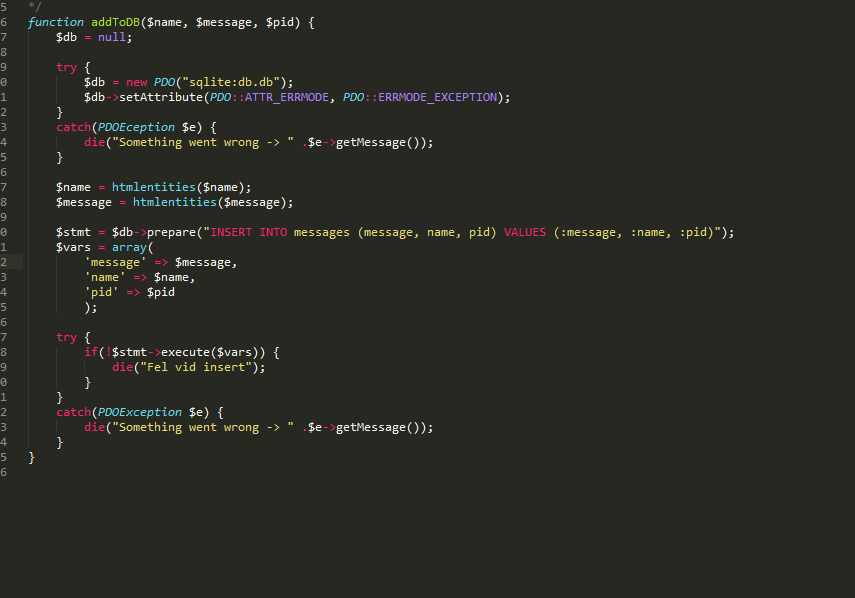 5 */
6 function addToDB($name, $message, $pid) {
7 $db = null;
8
9 try {
0 $db = new PDO("sqlite:db.db");
1 $db->setAttribute(PDO::ATTR_ERRMODE, PDO::ERRMODE_EXCEPTION);
2 }
3 catch(PDOEception $e) {
4 die("Something went wrong -> " .$e->getMessage());
5 }
6
7 $name = htmlentities($name);
8 $message = htmlentities($message);
9
0 $stmt = $db->prepare("INSERT INTO messages (message, name, pid) VALUES (:message, :name, :pid)");
1 $vars = array(
2 'message' => $message,
3 'name' => $name,
4 'pid' => $pid
5 );
6
7 try {
8 if(!$stmt->execute($vars)) {
9 die("Fel vid insert");
0 }
1 }
2 catch(PDOException $e) {
3 die("Something went wrong -> " .$e->getMessage());
4 }
5 }
6